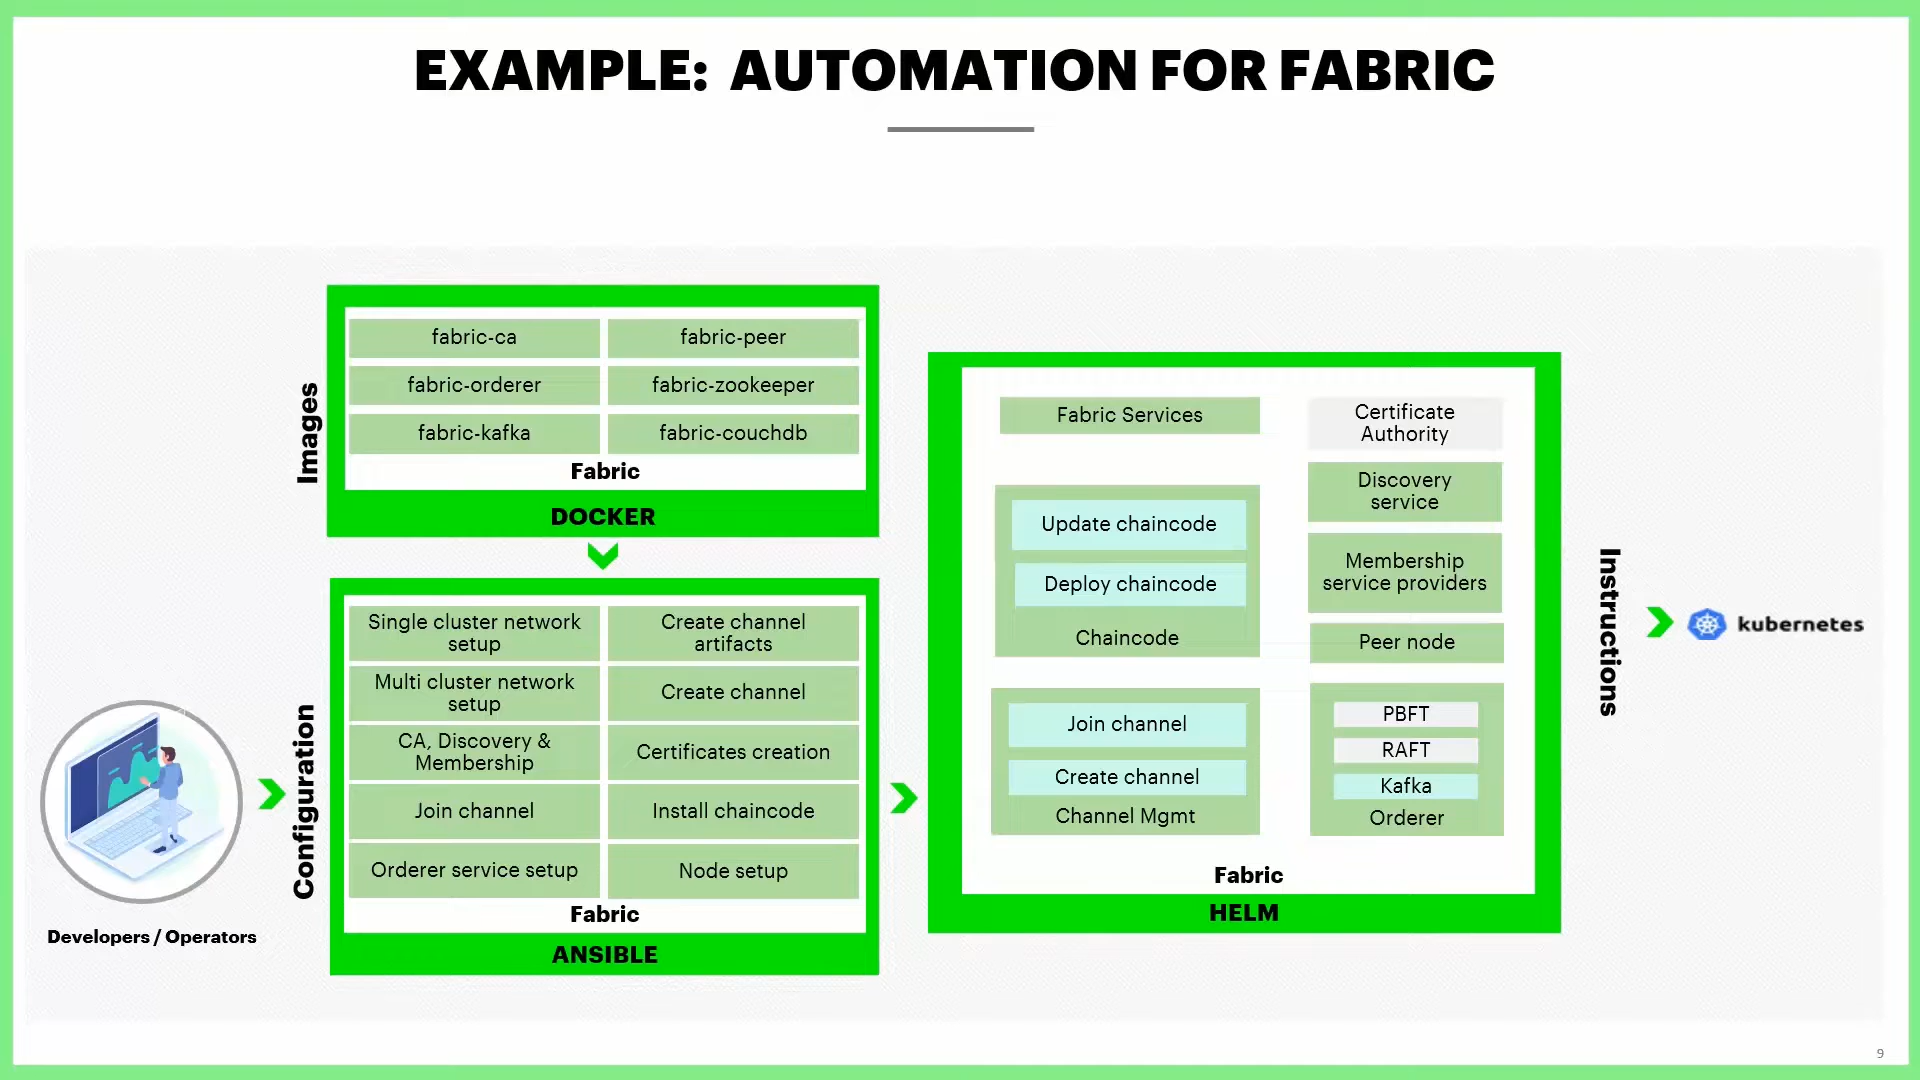 EXAMPLE: AUTOMATION FOR FABRIC
Images
fabric-ca
fabric-peer
fabric-orderer
fabric-zookeeper
fabric-kafka
fabric-couchdb
Fabric
DOCKER
Developers / Operators
Configuration
Single cluster network
setup
Create channel
artifacts
Multi cluster network
setup
Create channel
CA, Discovery &
Membership
Certificates creation
Join channel
Install chaincode
Orderer service setup
Node setup
Fabric
ANSIBLE
Fabric Services
Update chaincode
Deploy chaincode
Chaincode
Join channel
Create channel
Channel Mgmt
Certificate
Authority
Discovery
service
Membership
service providers
Peer node
PBFT
RAFT
Kafka
Orderer
Fabric
HELM
Instructions
kubernetes
9